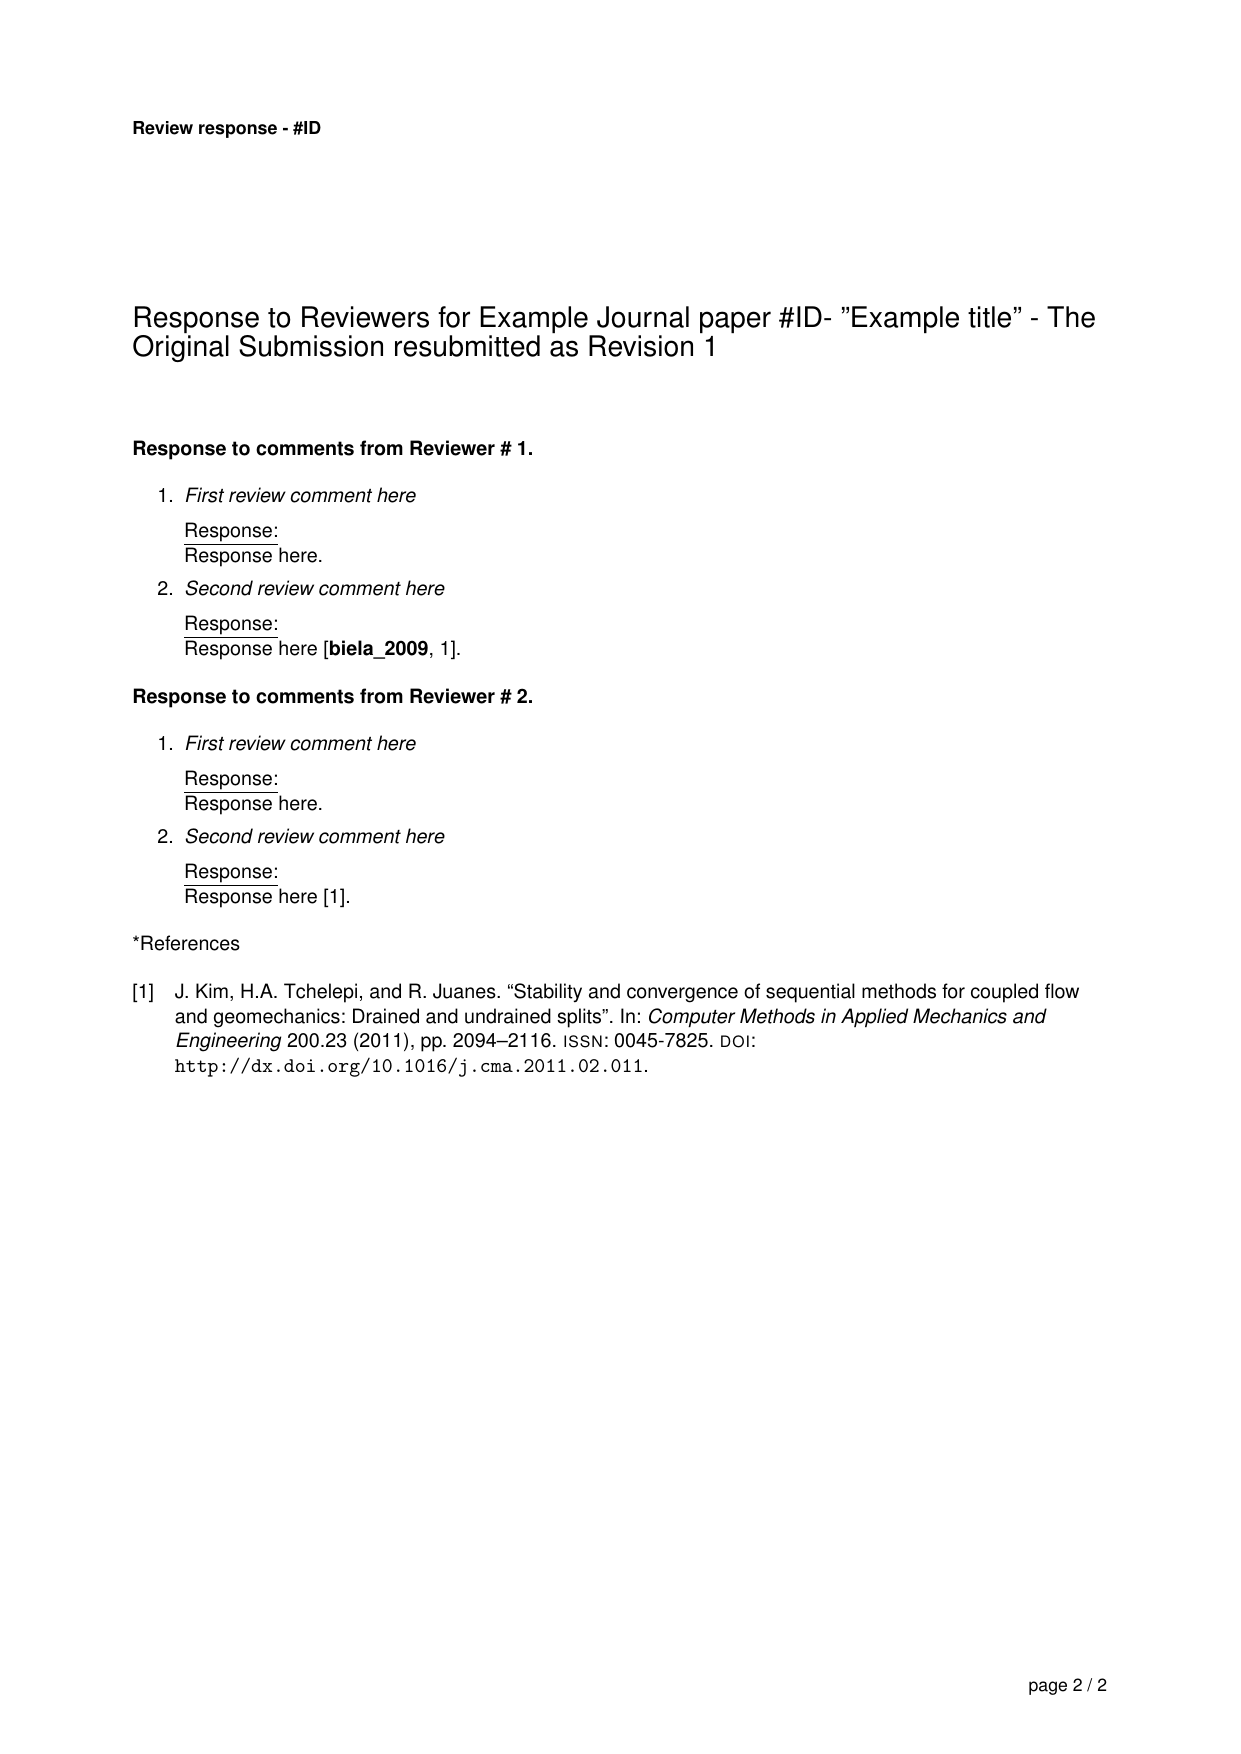 Review response - #ID
Response to Reviewers for Example Journal paper #ID- ”Example title” - The
Original Submission resubmitted as Revision 1
Response to comments from Reviewer # 1.
1. First review comment here
Response:
Response here.
2. Second review comment here
Response:
Response here [biela_2009, 1].
Response to comments from Reviewer # 2.
1. First review comment here
Response:
Response here.
2. Second review comment here
Response:
Response here [1].
*References
[1] J. Kim, H.A. Tchelepi, and R. Juanes. “Stability and convergence of sequential methods for coupled flow
and geomechanics: Drained and undrained splits”. In: Computer Methods in Applied Mechanics and
Engineering 200.23 (2011), pp. 2094–2116. ISSN: 0045-7825. DOI:
http://dx.doi.org/10.1016/j.cma.2011.02.011.
page 2 / 2